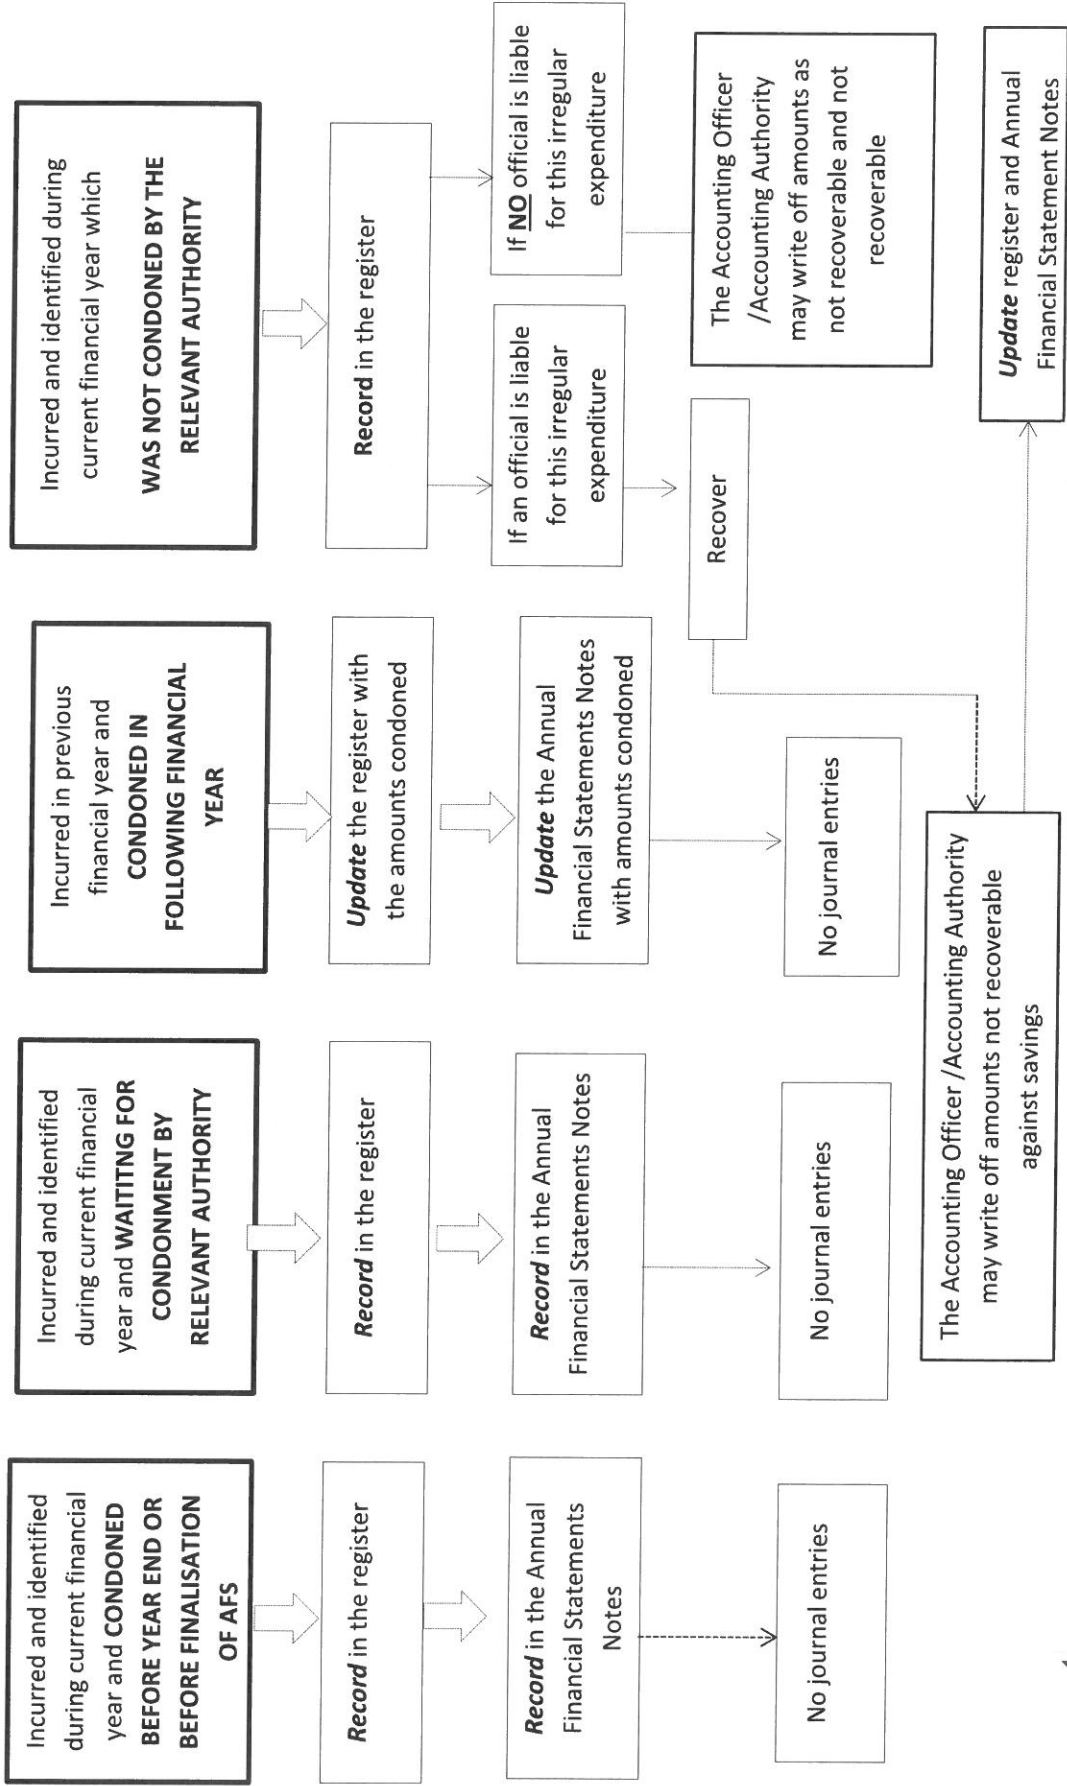 Incurred and identified
during current financial
year and CONDONED
BEFORE YEAR END OR
BEFORE FINALISATION
OF AFS
Record in the register
Record in the Annual
Financial Statements
Notes
No journal entries
Incurred and identified
during current financial
year and WAITITNG FOR
CONDONMENT BY
RELEVANT AUTHORITY
Record in the register
Record in the Annual
Financial Statements Notes
No journal entries
Incurred in previous
financial year and
CONDONED IN
FOLLOWING FINANCIAL
YEAR
Update the register with
the amounts condoned
Update the Annual
Financial Statements Notes
with amounts condoned
No journal entries
Incurred and identified during
current financial year which
WAS NOT CONDONED BY THE
RELEVANT AUTHORITY
Record in the register
If an official is liable
for this irregular
expenditure
If NO official is liable
for this irregular
expenditure
Recover
The Accounting Officer
/Accounting Authority
may write off amounts as
not recoverable and not
recoverable
The Accounting Officer /Accounting Authority
may write off amounts not recoverable
against savings
Update register and Annual
Financial Statement Notes